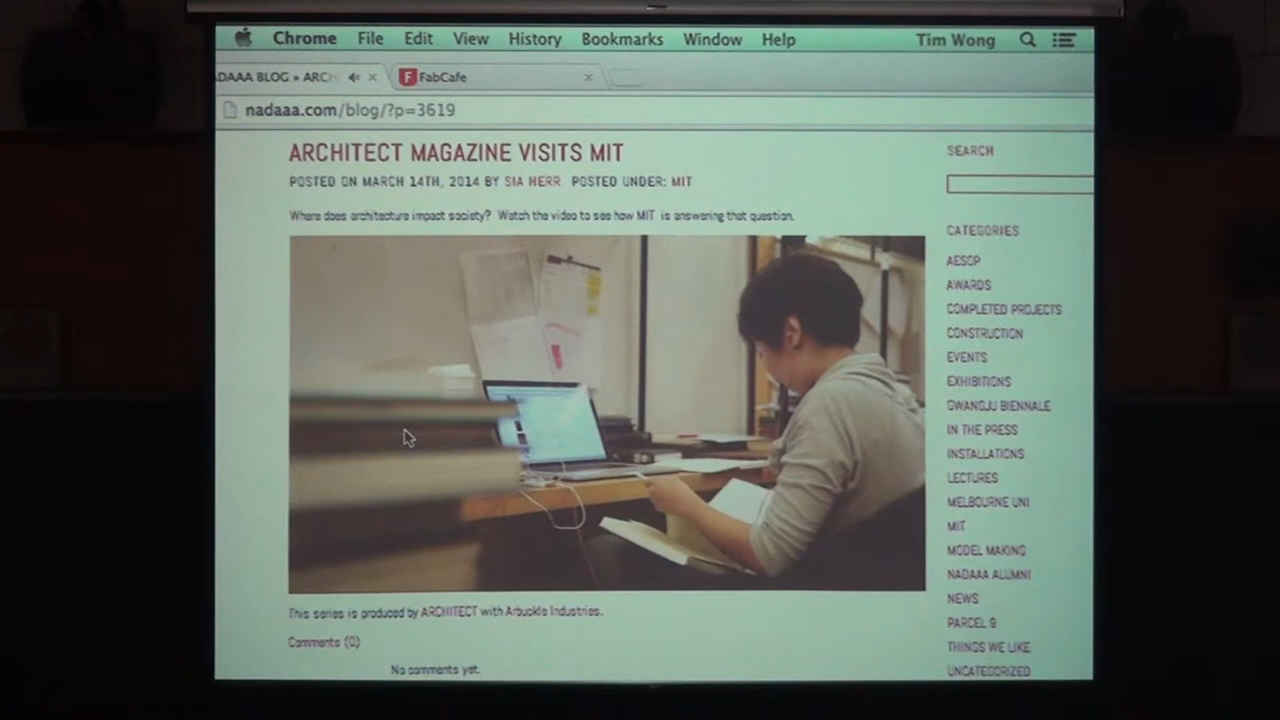 Chrome File Edit View History Bookmarks Window Help Tim Wong
DAAA BLOG » ARCH FabCafe
nadaaa.com/blog/?p=3619
ARCHITECT MAGAZINE VISITS MIT
POSTED ON MARCH 14TH, 2014 BY SIA HERR POSTED UNDER: MIT
Where does architecture impact society? Watch the video to see how MIT is answering that question.
This series is produced by ARCHITECT with Arbuckle Industries.
Comments (0)
No comments yet.
SEARCH
CATEGORIES
AESOP
AWARDS
COMPLETED PROJECTS
CONSTRUCTION
EVENTS
EXHIBITIONS
GWANGJU BIENNALE
IN THE PRESS
INSTALLATIONS
LECTURES
MELBOURNE UNI
MIT
MODEL MAKING
NADAAA ALUMNI
NEWS
PARCEL 9
THINGS WE LIKE
UNCATEGORIZED